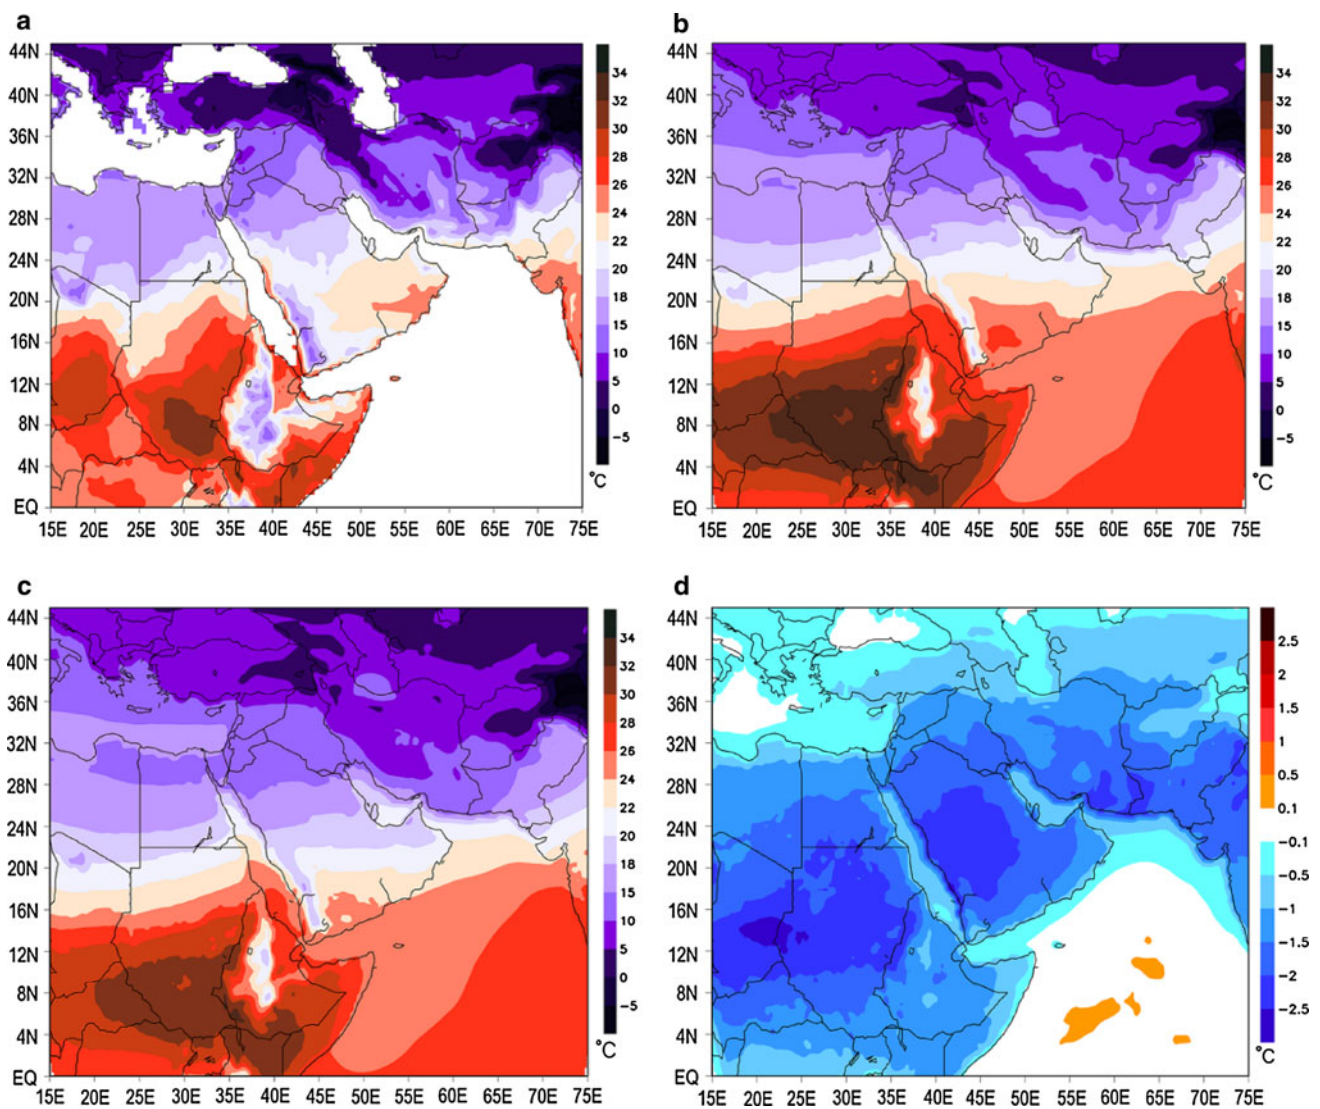 a
44N
40N
36N
32N
28N
24N
20N
16N
12N
8N
4N
EQ
15E 20E 25E 30E 35E 40E 45E 50E 55E 60E 65E 70E 75E
34
32
30
28
26
24
22
20
18
15
10
5
0
−5
°C
b
44N
40N
36N
32N
28N
24N
20N
16N
12N
8N
4N
EQ
15E 20E 25E 30E 35E 40E 45E 50E 55E 60E 65E 70E 75E
34
32
30
28
26
24
22
20
18
15
10
5
0
−5
°C
c
44N
40N
36N
32N
28N
24N
20N
16N
12N
8N
4N
EQ
15E 20E 25E 30E 35E 40E 45E 50E 55E 60E 65E 70E 75E
34
32
30
28
26
24
22
20
18
15
10
5
0
−5
°C
d
44N
40N
36N
32N
28N
24N
20N
16N
12N
8N
4N
EQ
15E 20E 25E 30E 35E 40E 45E 50E 55E 60E 65E 70E 75E
2.5
2
1.5
1
0.5
0.1
−0.1
−0.5
−1
−1.5
−2
−2.5
°C